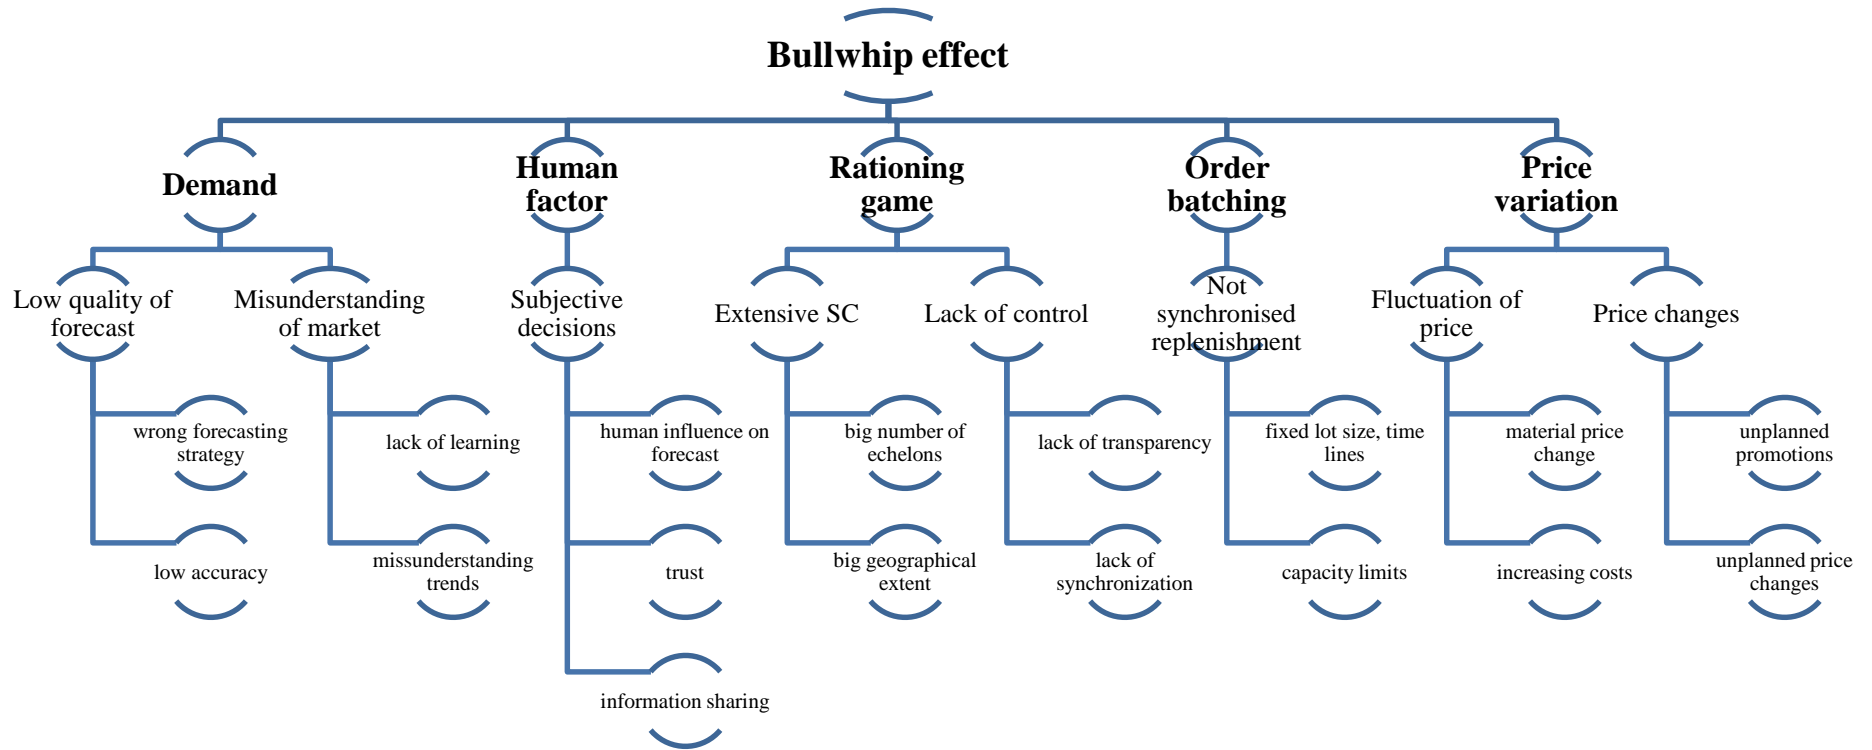 Bullwhip effect
Demand
Human
factor
Rationing
game
Order
batching
Price
variation
Low quality of
forecast
Misunderstanding
of market
Subjective
decisions
Extensive SC
Lack of control
Not
synchronised
replenishment
Fluctuation of
price
Price changes
wrong forecasting
strategy
lack of learning
human influence on
forecast
big number of
echelons
lack of transparency
fixed lot size, time
lines
material price
change
unplanned
promotions
low accuracy
missunderstanding
trends
trust
big geographical
extent
lack of
synchronization
capacity limits
increasing costs
unplanned price
changes
information sharing